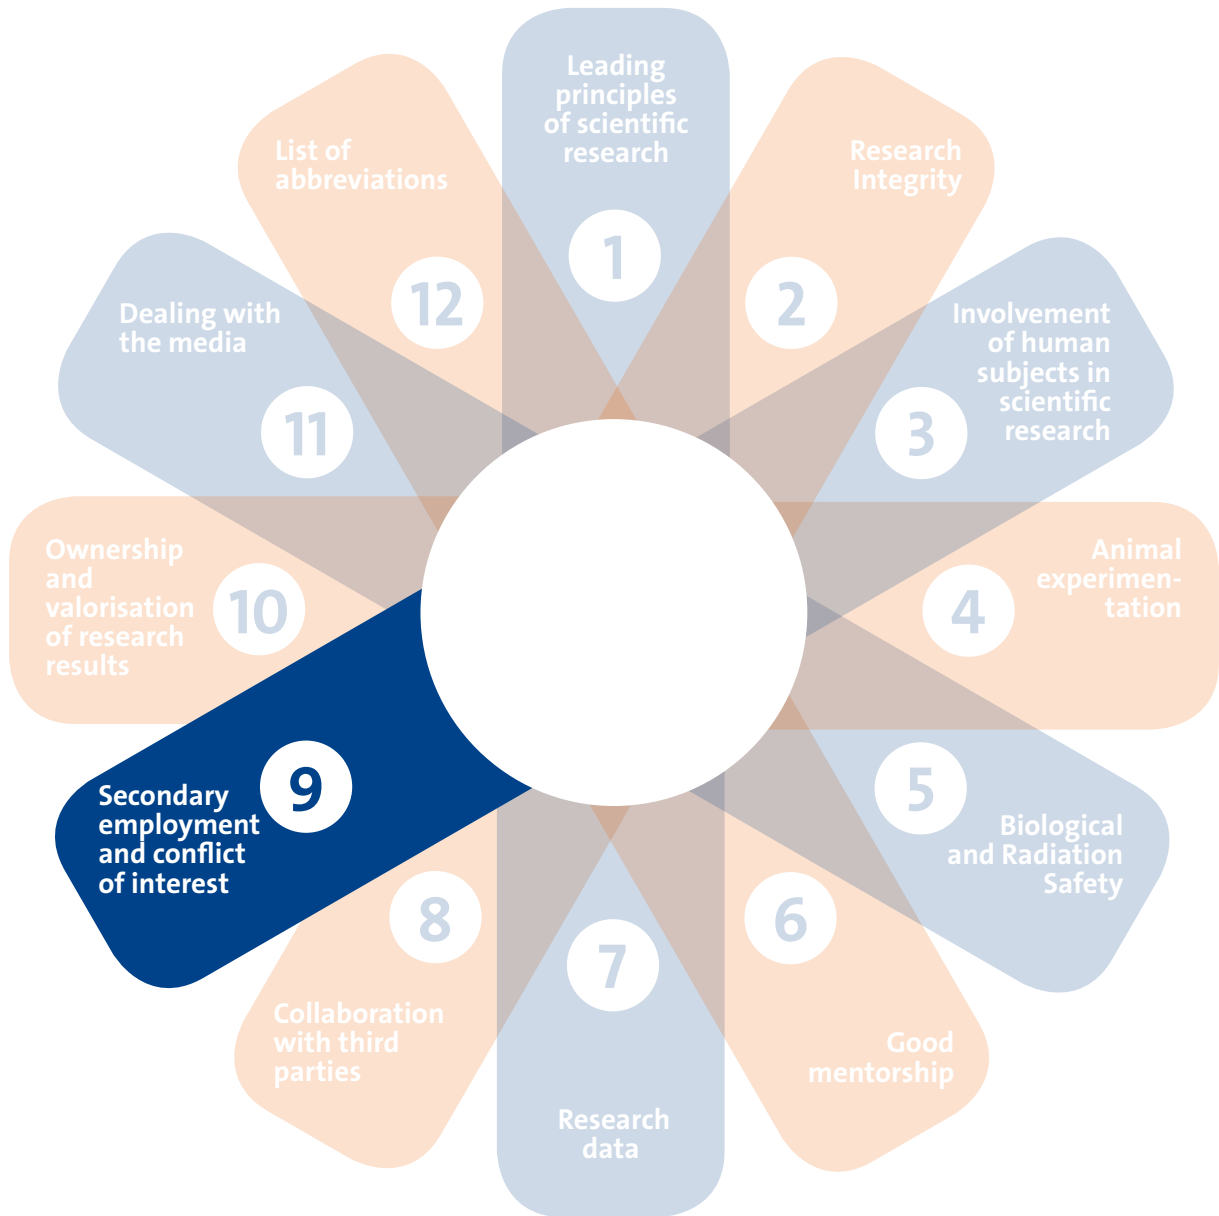 Leading
principles
of scientific
research
1
Research
Integrity
2
Involvement
of human
subjects in
scientific
research
3
Animal
experimen-
tation
4
5
Biological
and Radiation
Safety
6
Good
mentorship
7
Research
data
8
Collaboration
with third
parties
9
Secondary
employment
and conflict
of interest
10
Ownership
and
valorisation
of research
results
11
Dealing with
the media
12
List of
abbreviations